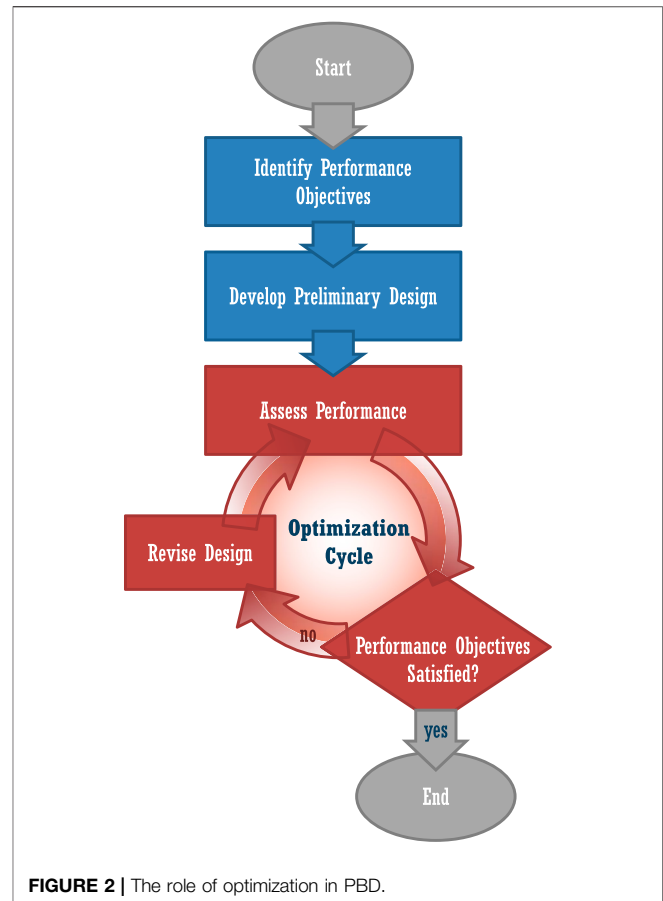 Start
Identify Performance
Objectives
Develop Preliminary Design
Assess Performance
Optimization
Cycle
Revise Design
no
Performance Objectives
Satisfied?
yes
End
FIGURE 2 | The role of optimization in PBD.